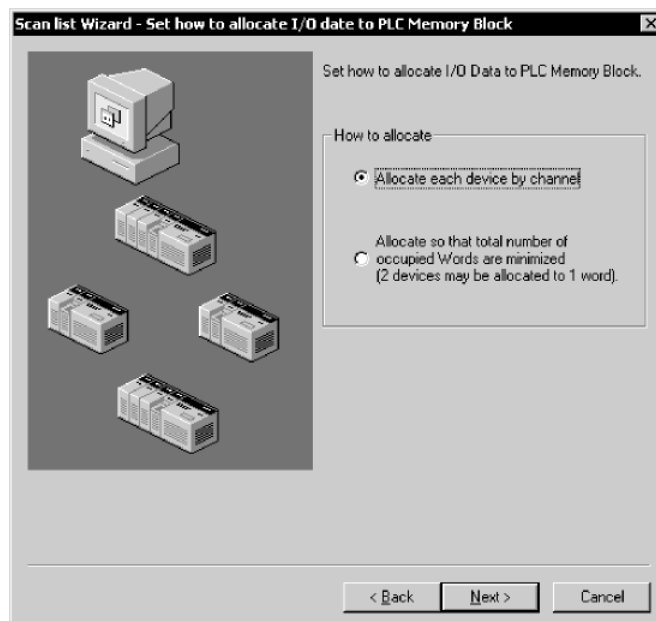 Scan list Wizard - Set how to allocate I/O date to PLC Memory Block
Set how to allocate I/O Data to PLC Memory Block.
How to allocate
Allocate each device by channel
Allocate so that total number of
occupied Words are minimized
(2 devices may be allocated to 1 word).
< Back
Next >
Cancel